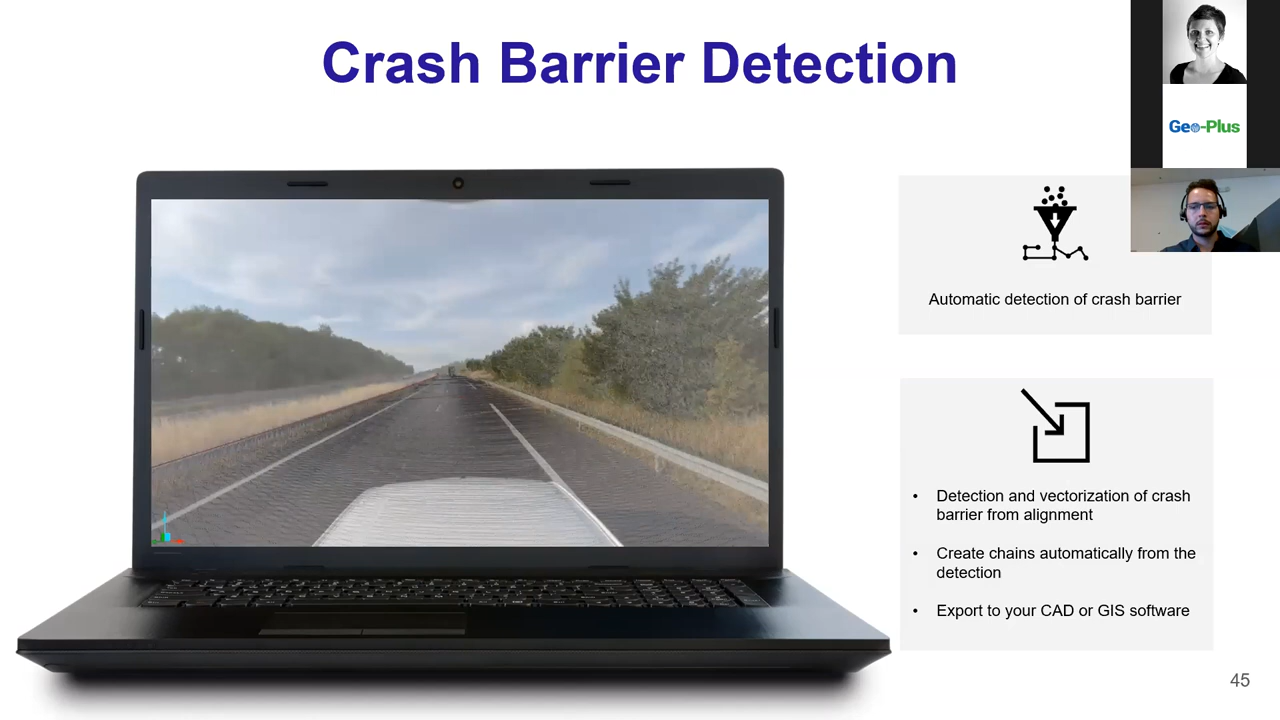 Crash Barrier Detection
Geo-Plus
Automatic detection of crash barrier
• Detection and vectorization of crash
barrier from alignment
• Create chains automatically from the
detection
• Export to your CAD or GIS software
45